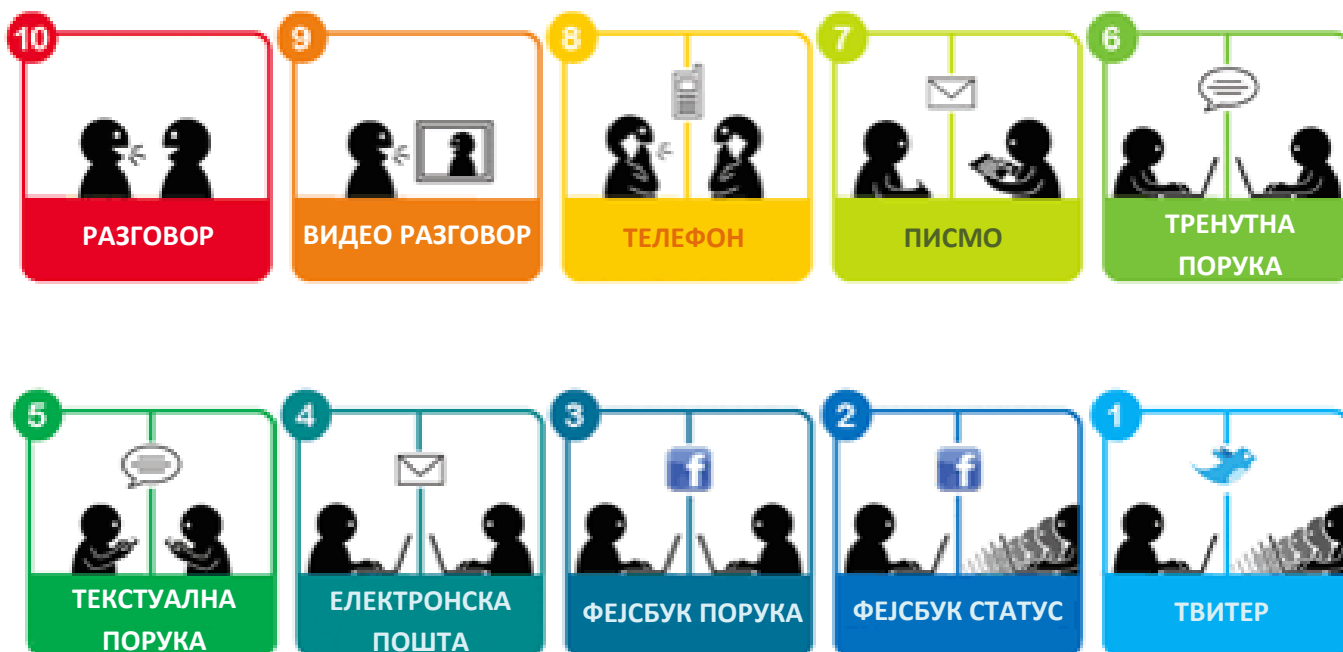 10
9
8
7
6
РАЗГОВОР
ВИДЕО РАЗГОВОР
ТЕЛЕФОН
ПИСМО
ТРЕНУТНА
ПОРУКА
5
4
3
2
1
ТЕКСТУАЛНА
ПОРУКА
ЕЛЕКТРОНСКА
ПОШТА
ФЕЈСБУК ПОРУКА
ФЕЈСБУК СТАТУС
ТВИТЕР